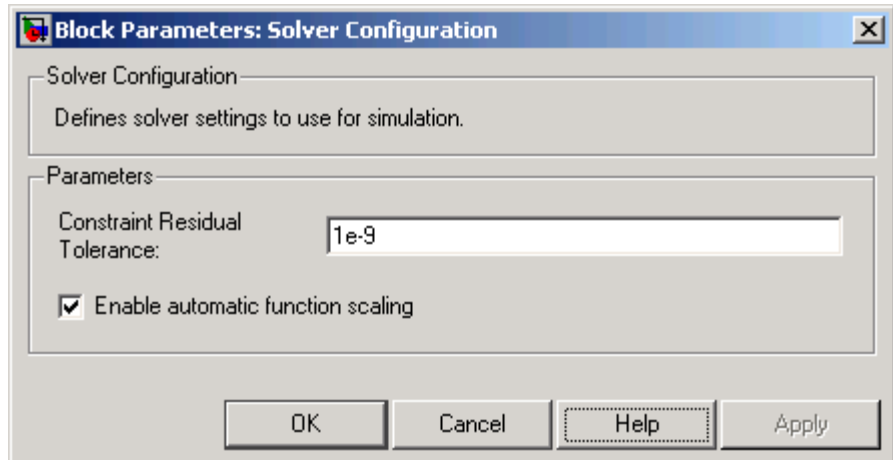 Block Parameters: Solver Configuration
Solver Configuration
Defines solver settings to use for simulation.
Parameters
Constraint Residual
Tolerance:
1e-9
Enable automatic function scaling
OK
Cancel
Help
Apply